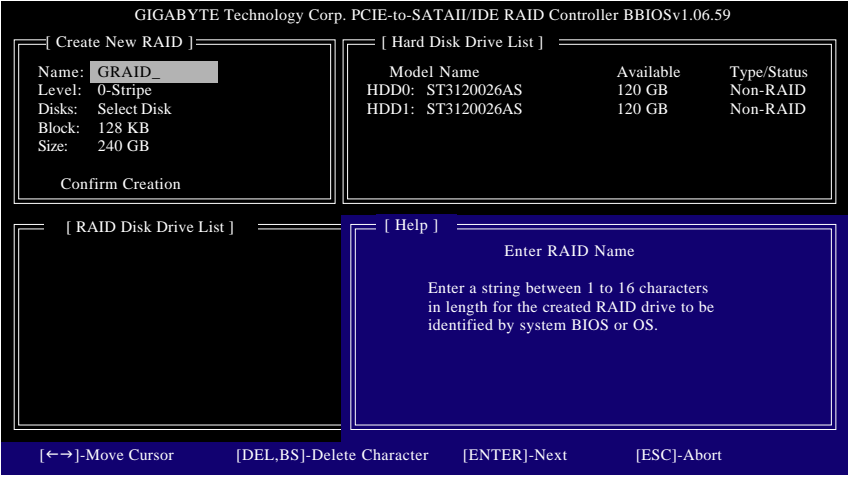 GIGABYTE Technology Corp. PCIE-to-SATAII/IDE RAID Controller BBIOSv1.06.59
[ Create New RAID ]
Name: GRAID_
Level: 0-Stripe
Disks: Select Disk
Block: 128 KB
Size: 240 GB
Confirm Creation
[ Hard Disk Drive List ]
Model Name Available Type/Status
HDD0: ST3120026AS 120 GB Non-RAID
HDD1: ST3120026AS 120 GB Non-RAID
[ RAID Disk Drive List ]
[ Help ]
Enter RAID Name
Enter a string between 1 to 16 characters
in length for the created RAID drive to be
identified by system BIOS or OS.
[←→]-Move Cursor [DEL,BS]-Delete Character [ENTER]-Next [ESC]-Abort